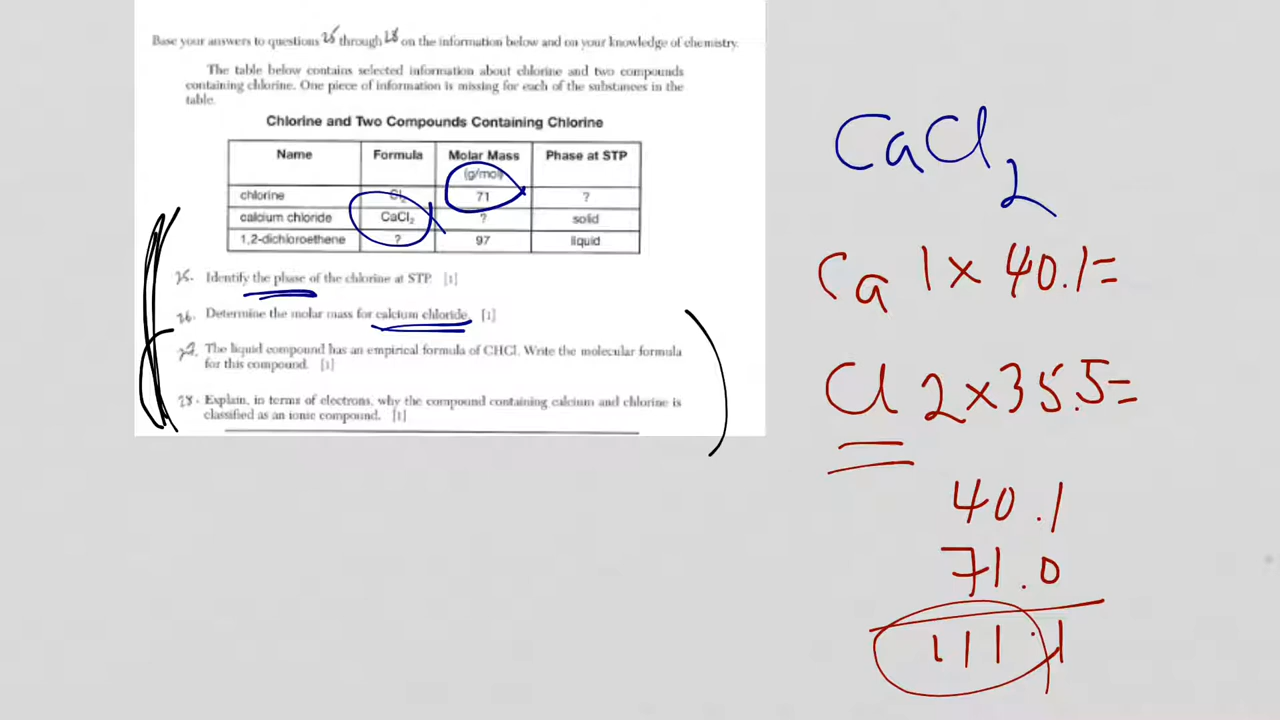 Base your answers to questions 25 through 28 on the information below and on your knowledge of chemistry.
The table below contains selected information about chlorine and two compounds
containing chlorine. One piece of information is missing for each of the substances in the
table.
Chlorine and Two Compounds Containing Chlorine
Name Formula Molar Mass (g/mol) Phase at STP
chlorine Cl₂ 71 ?
calcium chloride CaCl₂ ? solid
1,2-dichloroethene ? 97 liquid
25. Identify the phase of the chlorine at STP. [1]
26. Determine the molar mass for calcium chloride. [1]
27. The liquid compound has an empirical formula of CHCl. Write the molecular formula
for this compound. [1]
28. Explain, in terms of electrons, why the compound containing calcium and chlorine is
classified as an ionic compound. [1]
CaCl₂
Ca 1 × 40.1=
Cl 2 × 35.5=
40.1
71.0
111.1